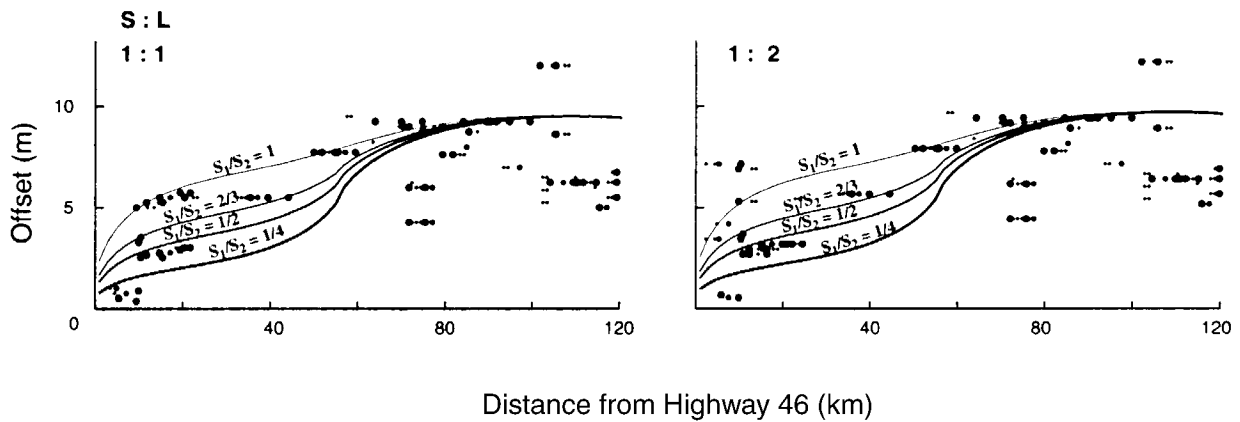 S : L
1 : 1
1 : 2
Offset (m)
10
5
0
S₁/S₂ = 1
S₁/S₂ = 2/3
S₁/S₂ = 1/2
S₁/S₂ = 1/4
40
80
120
S₁/S₂ = 1
S₁/S₂ = 2/3
S₁/S₂ = 1/2
S₁/S₂ = 1/4
40
80
120
Distance from Highway 46 (km)